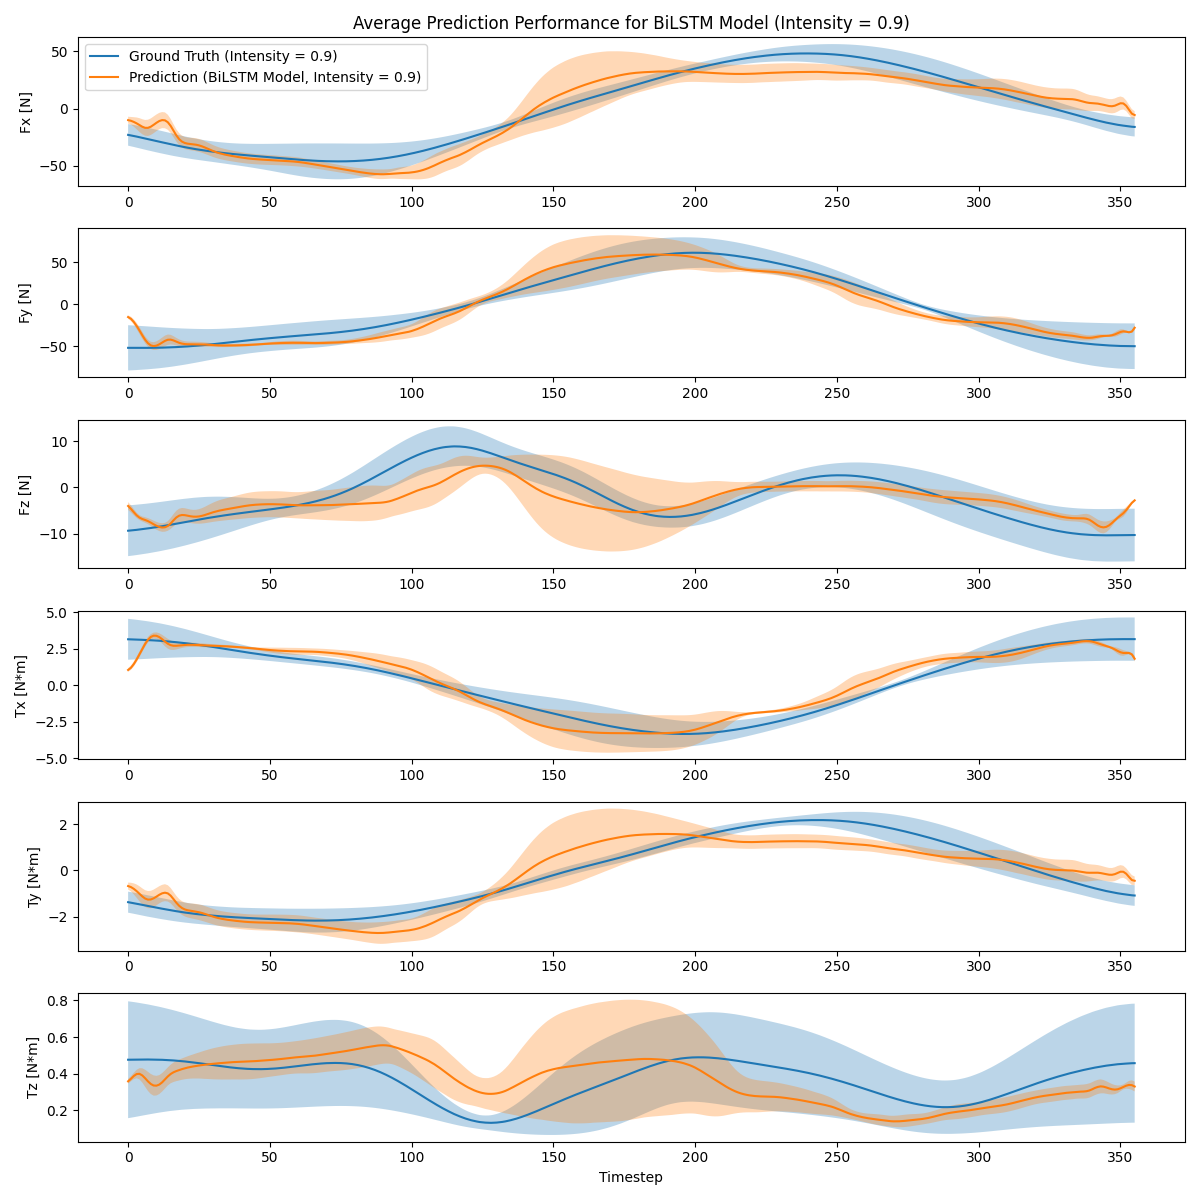 Average Prediction Performance for BiLSTM Model (Intensity = 0.9)
Ground Truth (Intensity = 0.9)
Prediction (BiLSTM Model, Intensity = 0.9)
Fx [N]
50
0
−50
0 50 100 150 200 250 300 350
Fy [N]
50
0
−50
0 50 100 150 200 250 300 350
Fz [N]
10
0
−10
0 50 100 150 200 250 300 350
Tx [N*m]
5.0
2.5
0.0
−2.5
−5.0
0 50 100 150 200 250 300 350
Ty [N*m]
2
0
−2
0 50 100 150 200 250 300 350
Tz [N*m]
0.8
0.6
0.4
0.2
0 50 100 150 200 250 300 350
Timestep